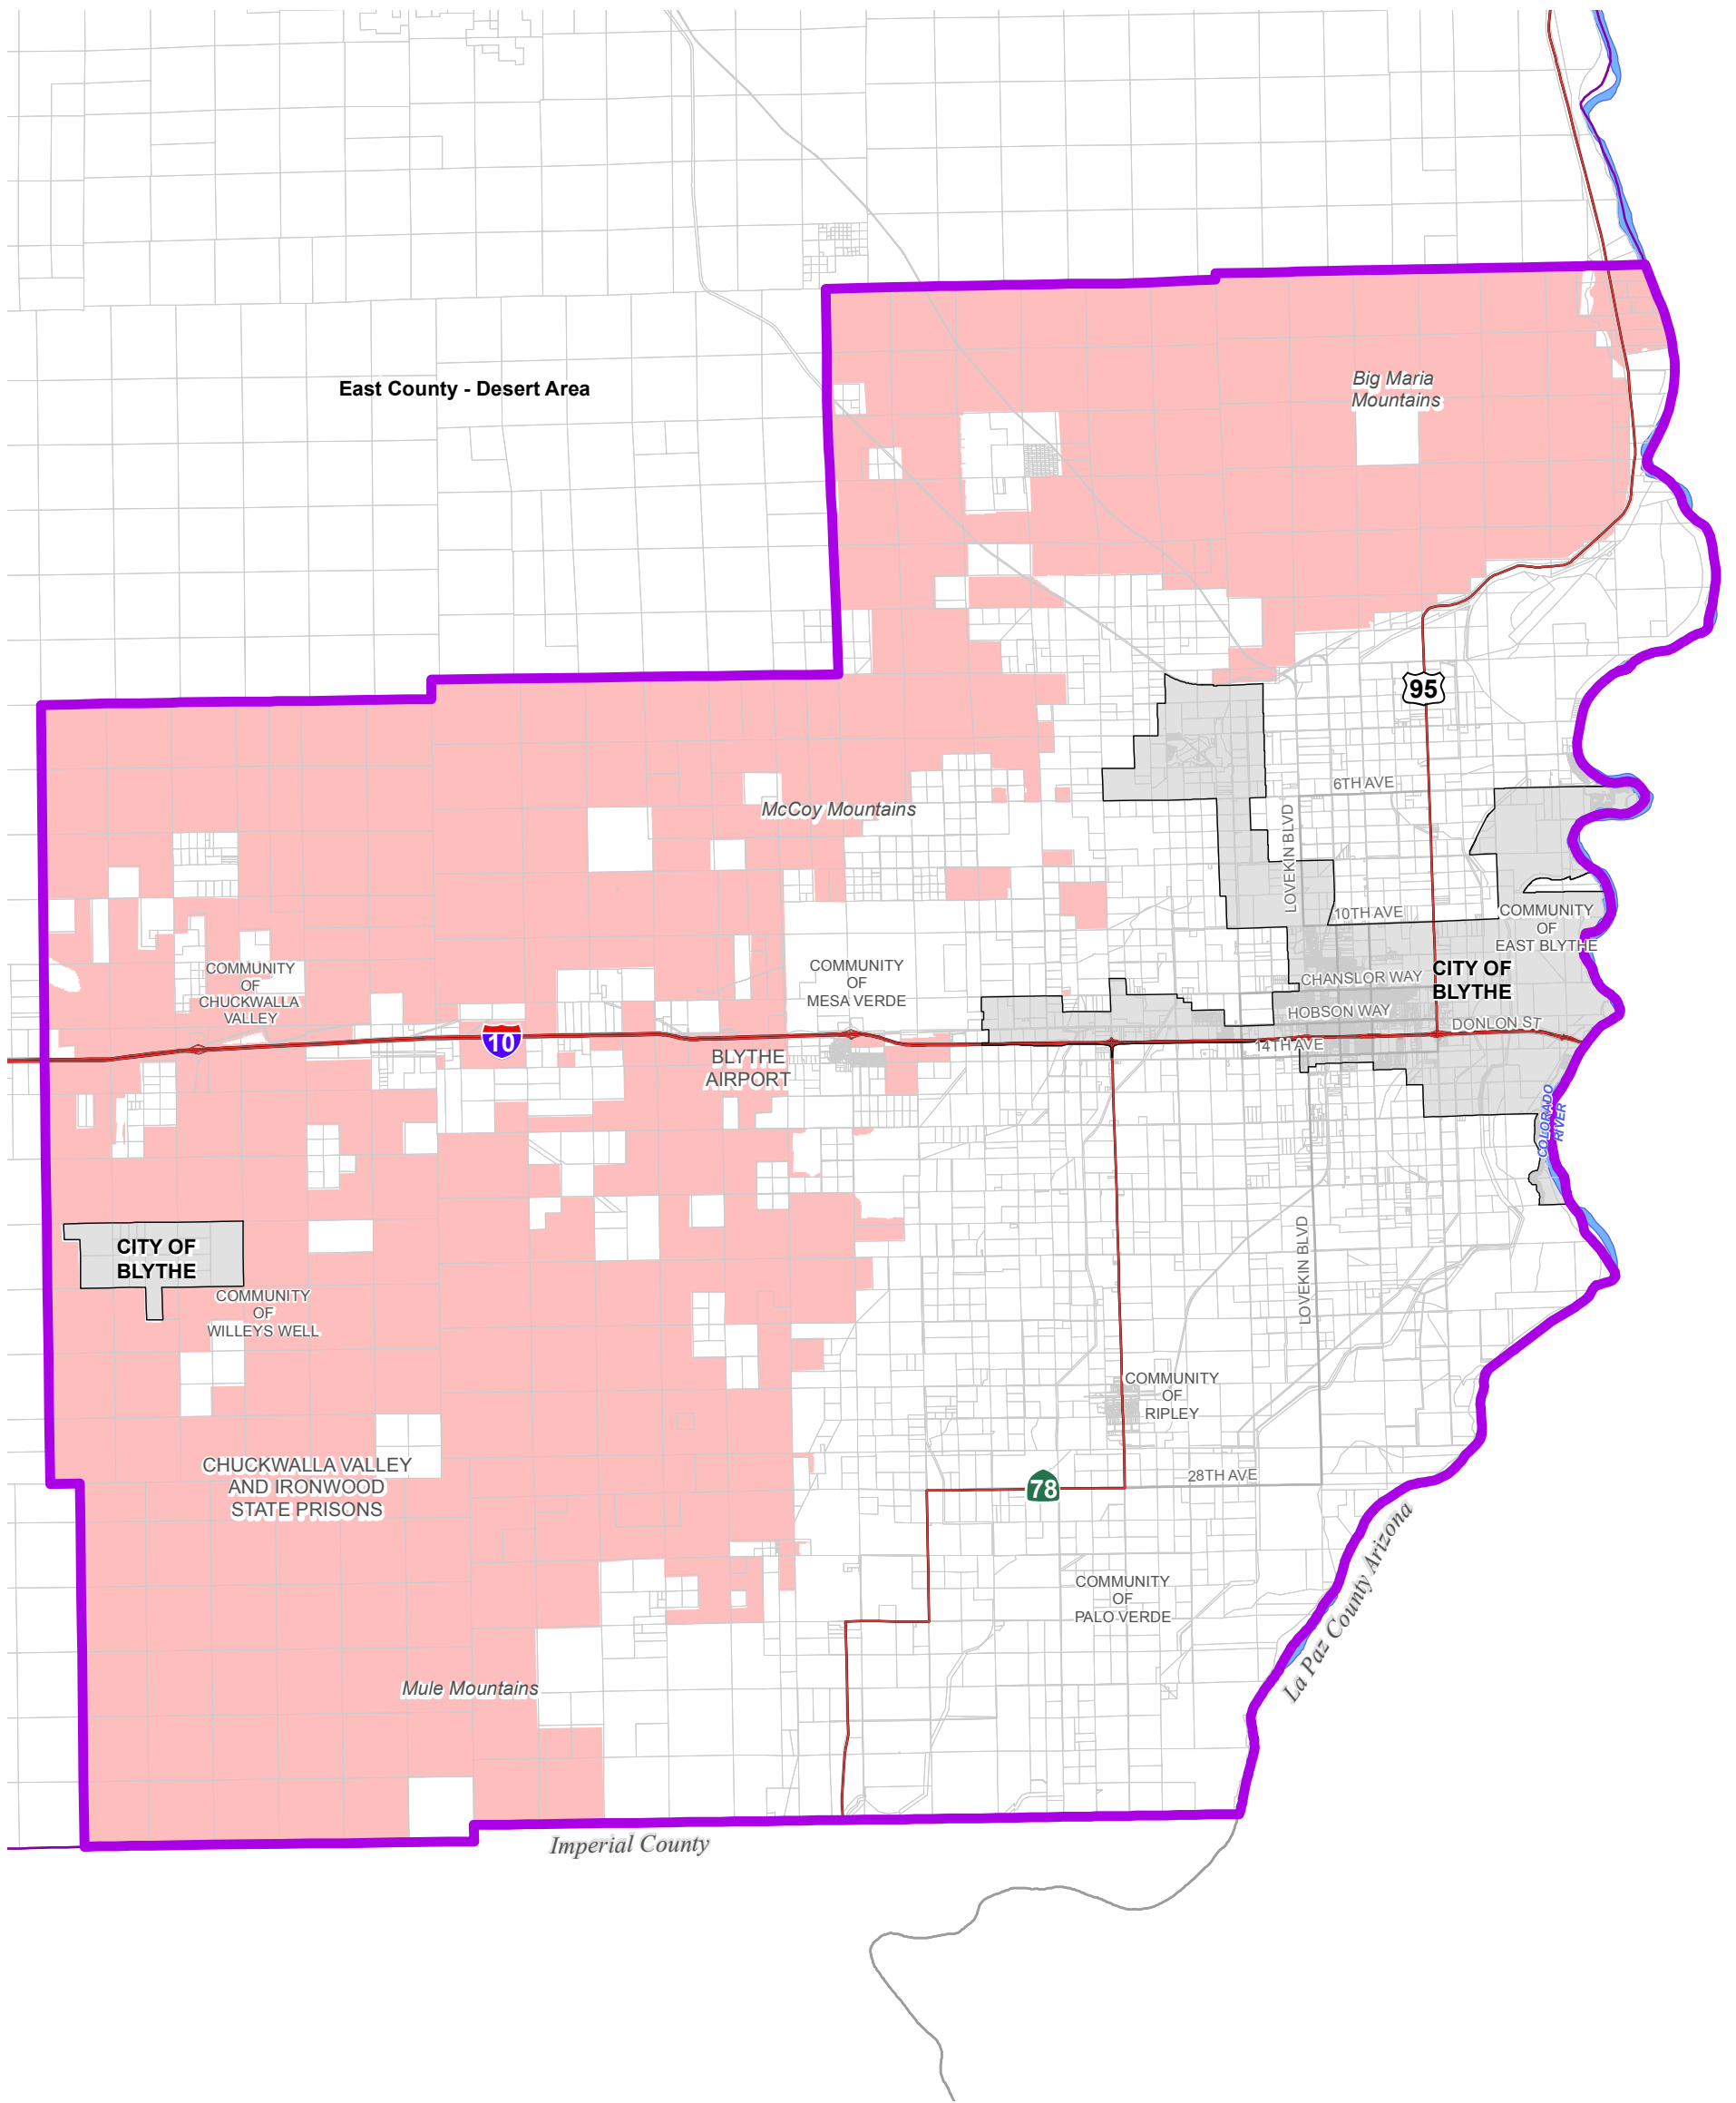 East County - Desert Area
Big Maria
Mountains
95
6TH AVE
McCoy Mountains
LOVEKIN BLVD
10TH AVE
COMMUNITY
OF
EAST BLYTHE
COMMUNITY
OF
CHUCKWALLA
VALLEY
COMMUNITY
OF
MESA VERDE
CHANSLOR WAY
CITY OF
BLYTHE
HOBSON WAY
DONLON ST
10
14TH AVE
BLYTHE
AIRPORT
COLORADO
RIVER
CITY OF
BLYTHE
LOVEKIN BLVD
COMMUNITY
OF
WILLEYS WELL
COMMUNITY
OF
RIPLEY
CHUCKWALLA VALLEY
AND IRONWOOD
STATE PRISONS
28TH AVE
78
La Paz County Arizona
COMMUNITY
OF
PALO VERDE
Mule Mountains
Imperial County